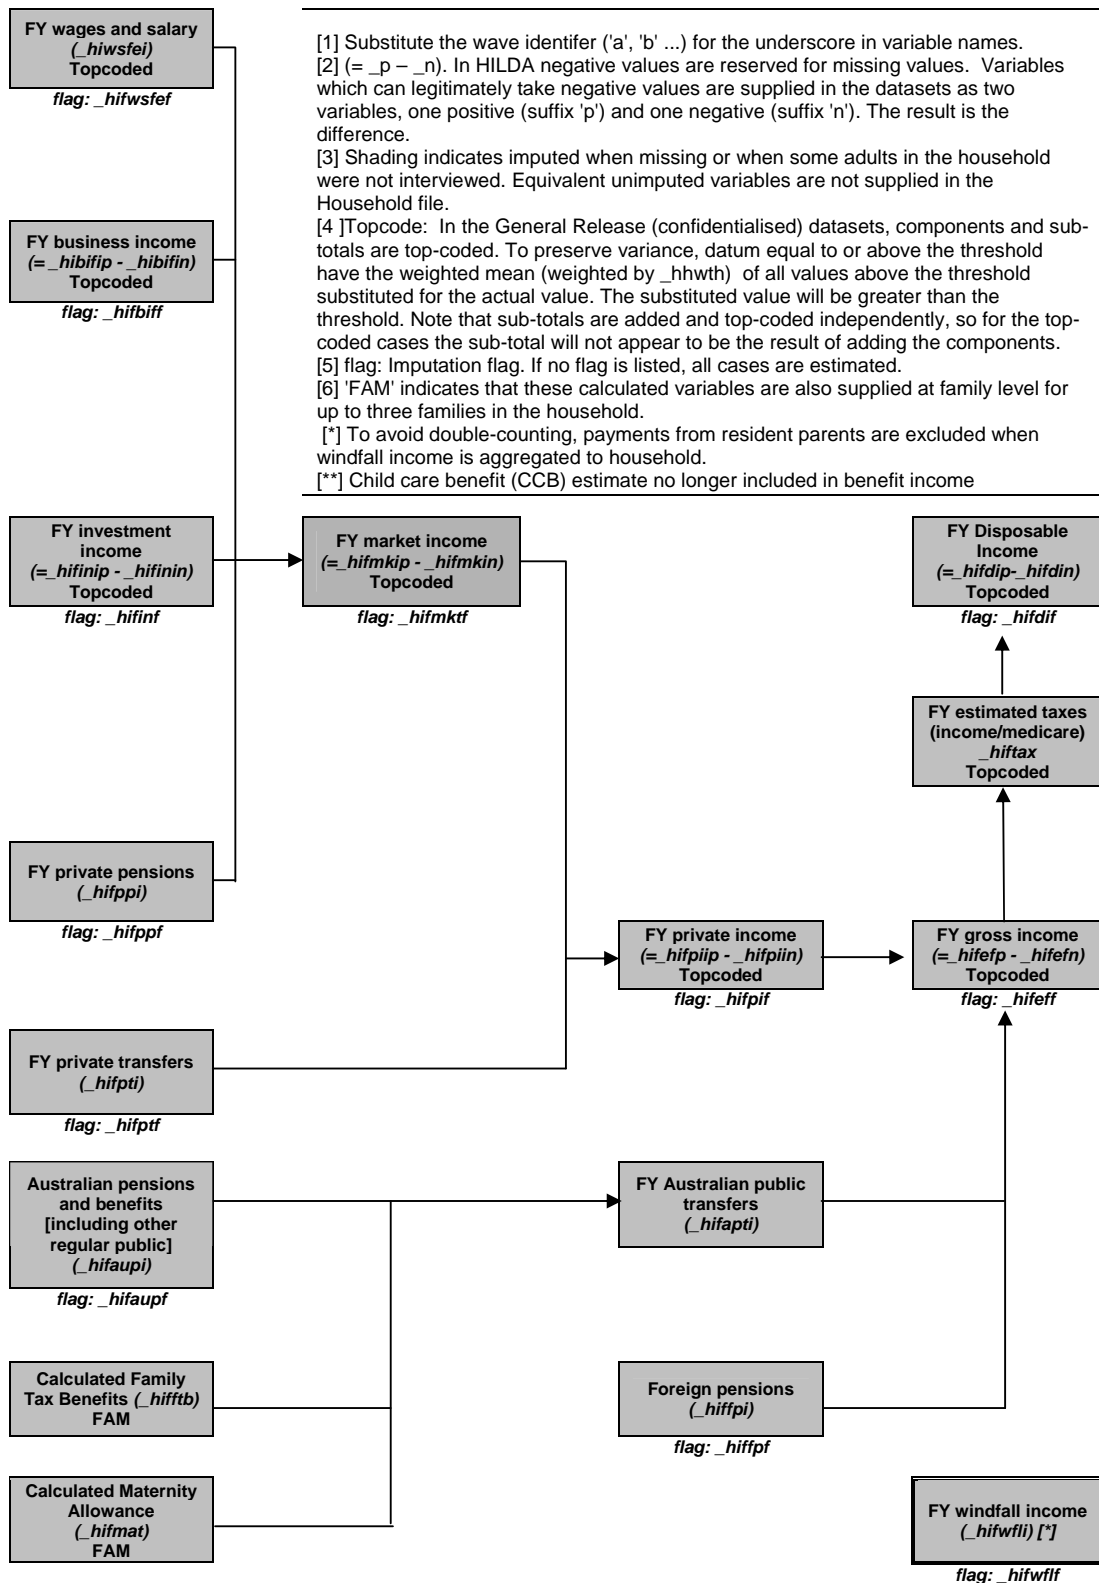 FY wages and salary
(_hiwsfei)
Topcoded
flag: _hifwsfef
[1] Substitute the wave identifer ('a', 'b' ...) for the underscore in variable names.
[2] (= _p – _n). In HILDA negative values are reserved for missing values.  Variables
which can legitimately take negative values are supplied in the datasets as two
variables, one positive (suffix 'p') and one negative (suffix 'n'). The result is the
difference.
[3] Shading indicates imputed when missing or when some adults in the household
were not interviewed. Equivalent unimputed variables are not supplied in the
Household file.
[4 ]Topcode:  In the General Release (confidentialised) datasets, components and sub-
totals are top-coded. To preserve variance, datum equal to or above the threshold
have the weighted mean (weighted by _hhwth)  of all values above the threshold
substituted for the actual value. The substituted value will be greater than the
threshold. Note that sub-totals are added and top-coded independently, so for the top-
coded cases the sub-total will not appear to be the result of adding the components.
[5] flag: Imputation flag. If no flag is listed, all cases are estimated.
[6] 'FAM' indicates that these calculated variables are also supplied at family level for
up to three families in the household.
[*] To avoid double-counting, payments from resident parents are excluded when
windfall income is aggregated to household.
[**] Child care benefit (CCB) estimate no longer included in benefit income
FY business income
(= _hibifip - _hibifin)
Topcoded
flag: _hifbiff
FY investment
income
(=_hifinip - _hifinin)
Topcoded
flag: _hifinf
FY market income
(=_hifmkip - _hifmkin)
Topcoded
flag: _hifmktf
FY Disposable
Income
(=_hifdip-_hifdin)
Topcoded
flag: _hifdif
FY estimated taxes
(income/medicare)
_hiftax
Topcoded
FY private pensions
(_hifppi)
flag: _hifppf
FY private income
(=_hifpiip - _hifpiin)
Topcoded
flag: _hifpif
FY gross income
(=_hifefp - _hifefn)
Topcoded
flag: _hifeff
FY private transfers
(_hifpti)
flag: _hifptf
Australian pensions
and benefits
[including other
regular public]
(_hifaupi)
flag: _hifaupf
FY Australian public
transfers
(_hifapti)
Calculated Family
Tax Benefits (_hifftb)
FAM
Foreign pensions
(_hiffpi)
flag: _hiffpf
Calculated Maternity
Allowance
(_hifmat)
FAM
FY windfall income
(_hifwfli) [*]
flag: _hifwflf